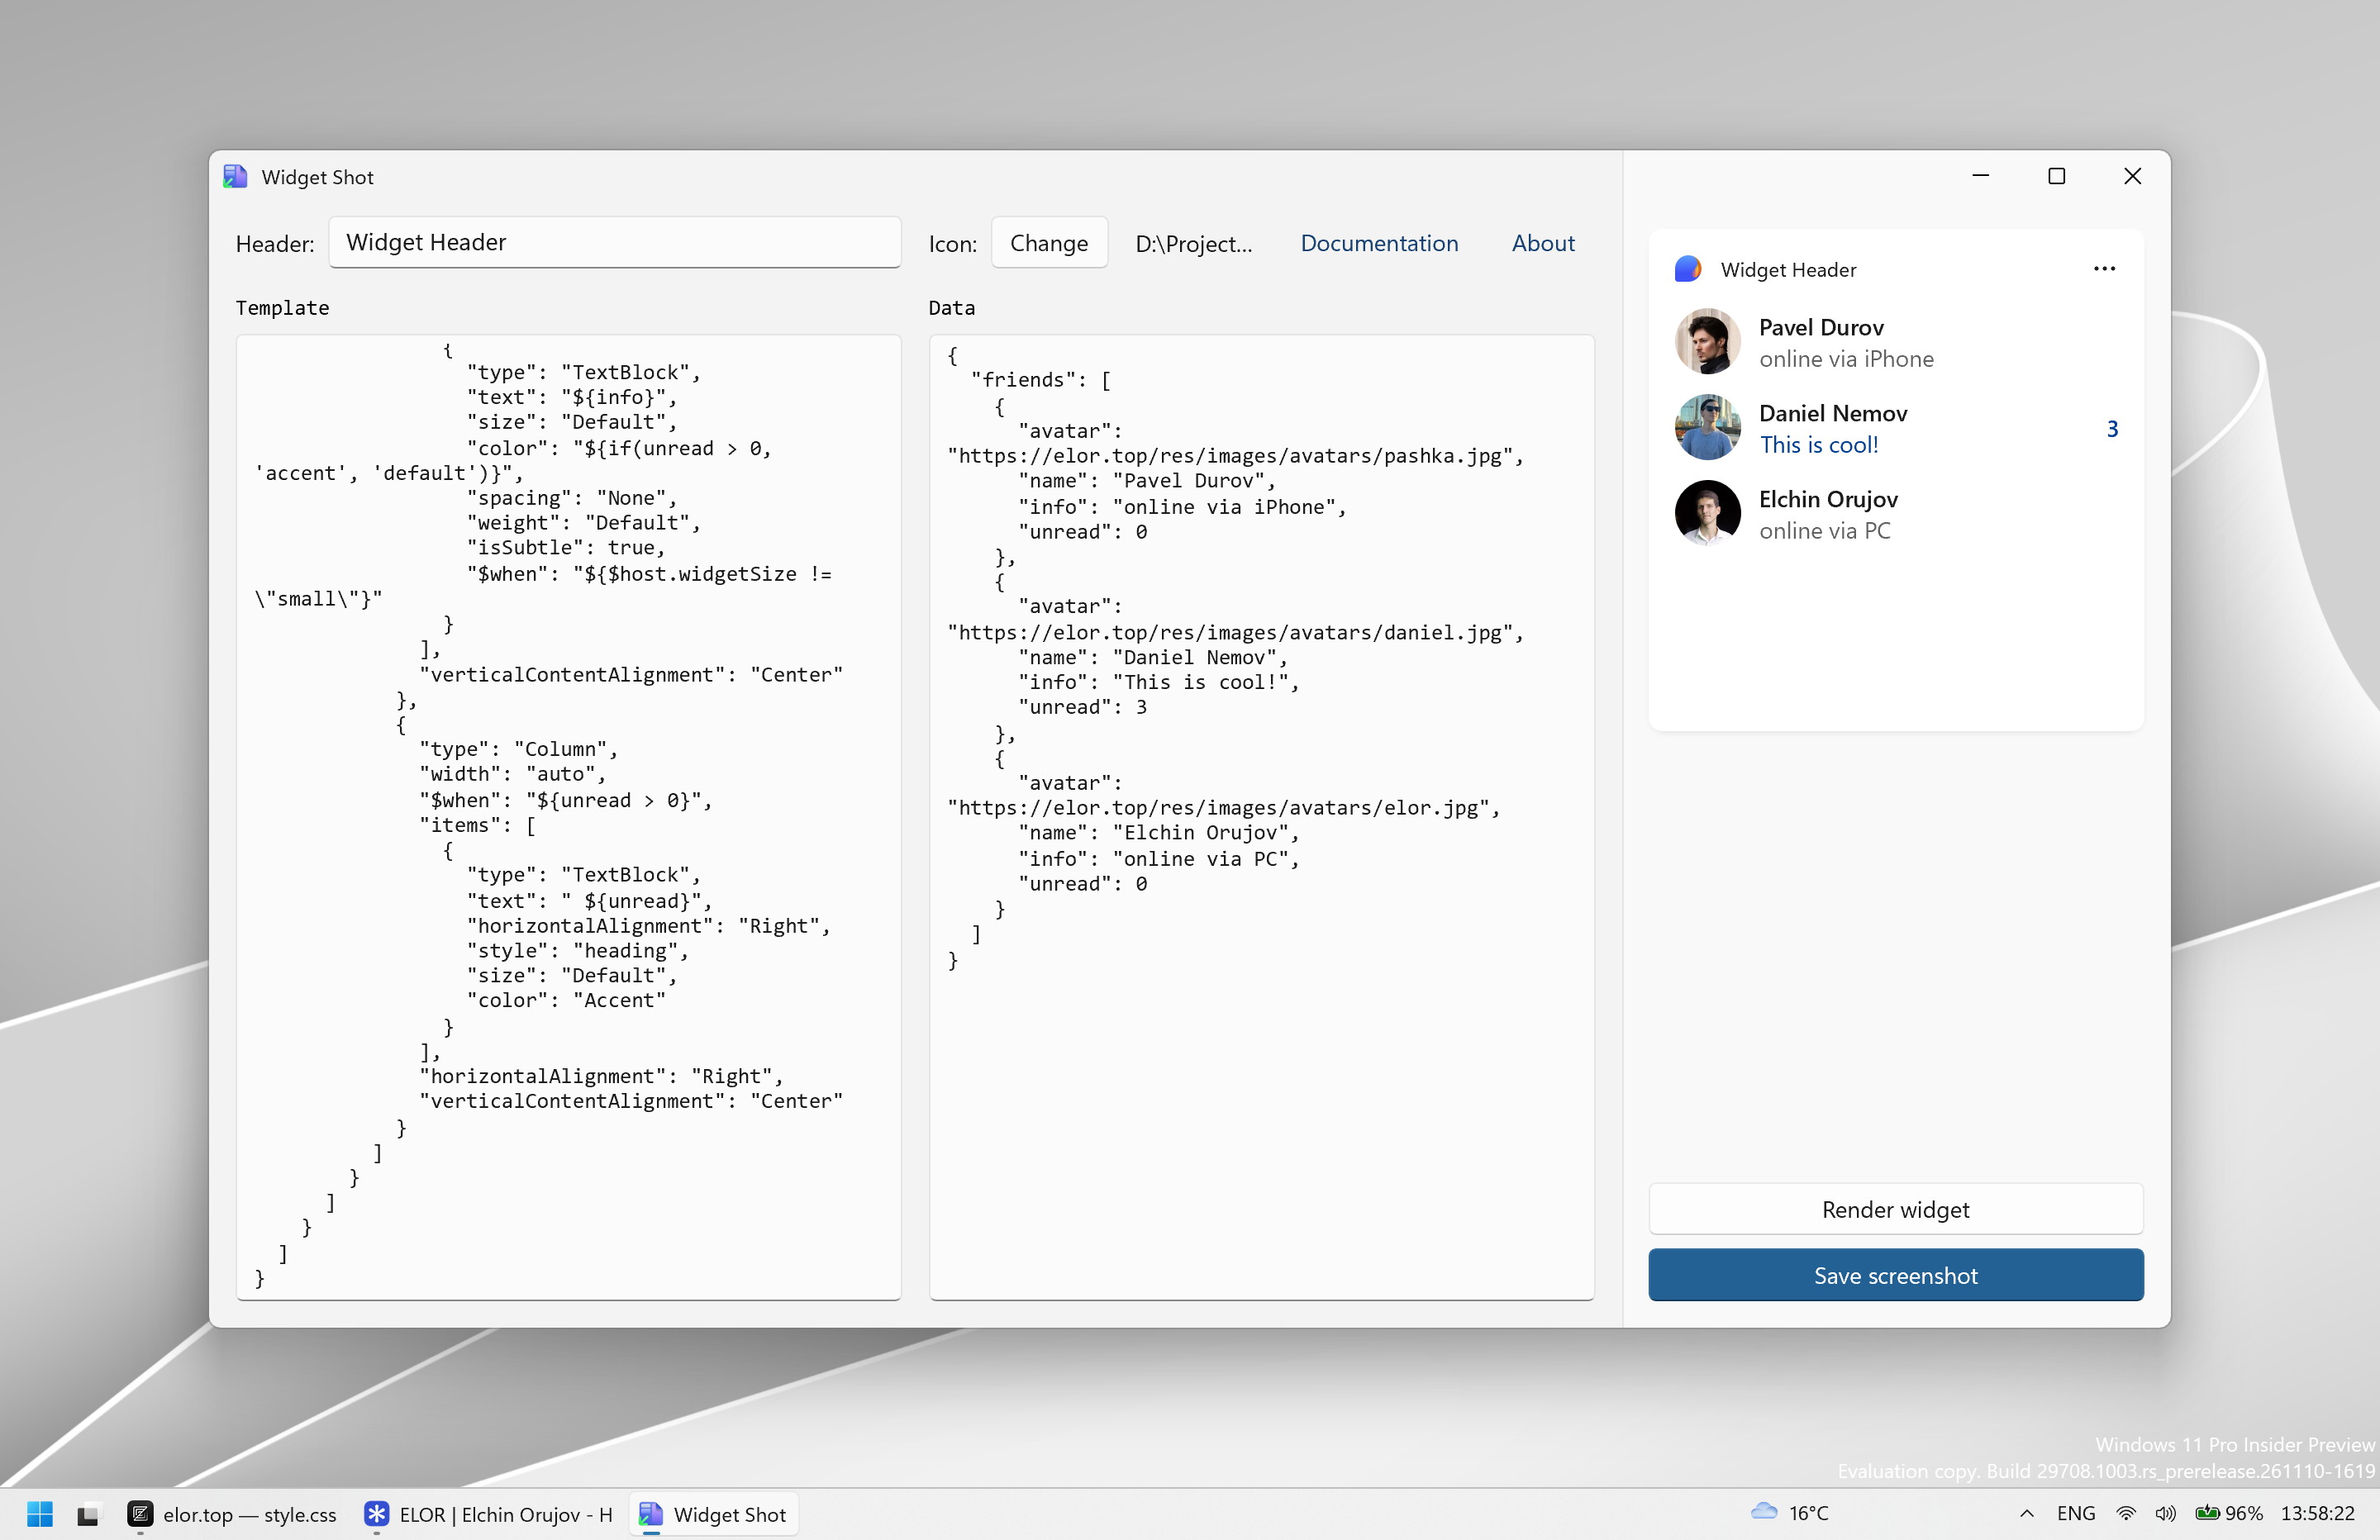 Widget Shot
Header:
Widget Header
Icon:
Change
D:\Project...
Documentation
About
Template
{
"type": "TextBlock",
"text": "${info}",
"size": "Default",
"color": "${if(unread > 0,
'accent', 'default')}",
"spacing": "None",
"weight": "Default",
"isSubtle": true,
"$when": "${$host.widgetSize !=
\"small\"}"
}
],
"verticalContentAlignment": "Center"
},
{
"type": "Column",
"width": "auto",
"$when": "${unread > 0}",
"items": [
{
"type": "TextBlock",
"text": " ${unread}",
"horizontalAlignment": "Right",
"style": "heading",
"size": "Default",
"color": "Accent"
}
],
"horizontalAlignment": "Right",
"verticalContentAlignment": "Center"
}
]
}
]
}
]
}
Data
{
"friends": [
{
"avatar":
"https://elor.top/res/images/avatars/pashka.jpg",
"name": "Pavel Durov",
"info": "online via iPhone",
"unread": 0
},
{
"avatar":
"https://elor.top/res/images/avatars/daniel.jpg",
"name": "Daniel Nemov",
"info": "This is cool!",
"unread": 3
},
{
"avatar":
"https://elor.top/res/images/avatars/elor.jpg",
"name": "Elchin Orujov",
"info": "online via PC",
"unread": 0
}
]
}
Widget Header
Pavel Durov
online via iPhone
Daniel Nemov
This is cool!
3
Elchin Orujov
online via PC
Render widget
Save screenshot
Windows 11 Pro Insider Preview
Evaluation copy. Build 29708.1003.rs_prerelease.261110-1619
elor.top — style.css
ELOR | Elchin Orujov - H
Widget Shot
16°C
ENG
96%
13:58:22